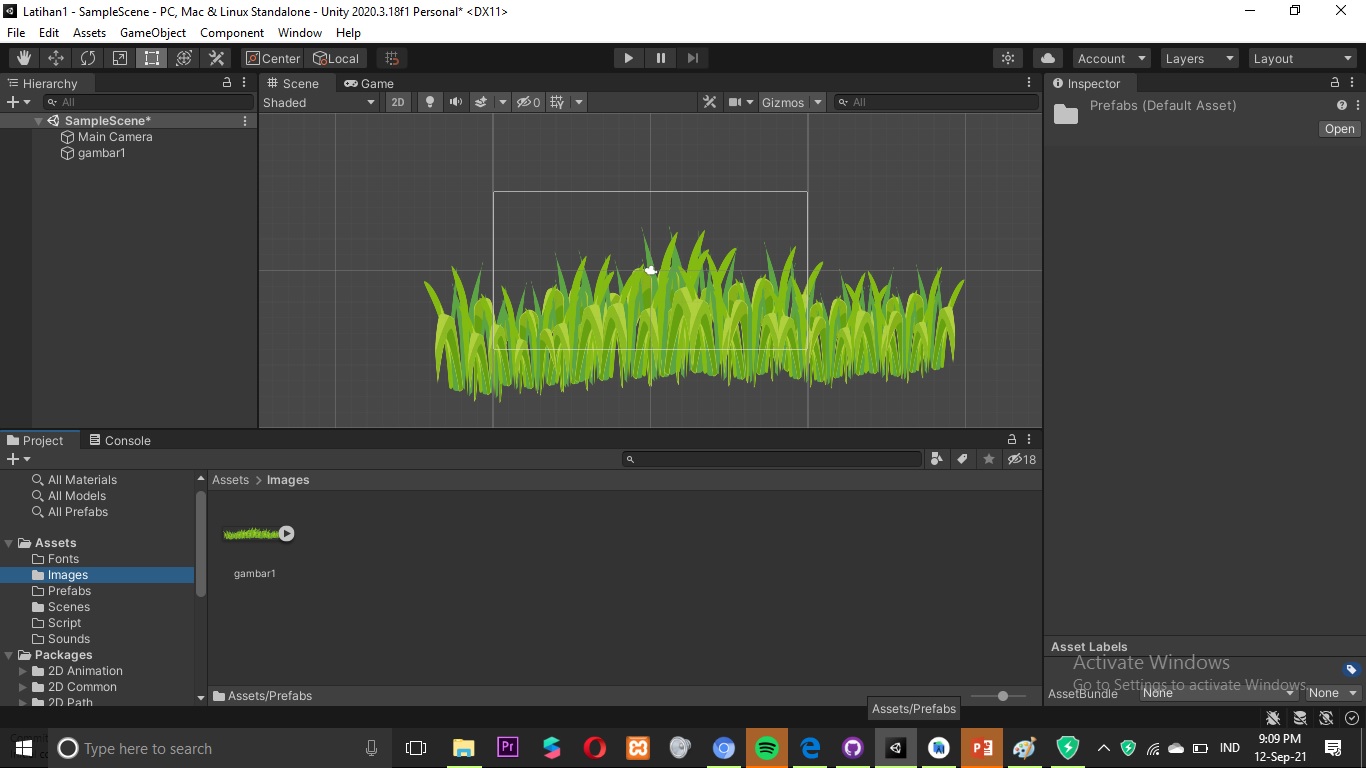 Latihan1 - SampleScene - PC, Mac & Linux Standalone - Unity 2020.3.18f1 Personal* <DX11>
File Edit Assets GameObject Component Window Help
Center Local Account Layers Layout
Hierarchy Scene Game Inspector
All Shaded 2D 0 Gizmos All Prefabs (Default Asset)
SampleScene* Open
Main Camera
gambar1
Project Console
18
All Materials Assets > Images
All Models
All Prefabs
Assets
Fonts
Images gambar1
Prefabs
Scenes
Script
Sounds
Packages Asset Labels
2D Animation Activate Windows
2D Common Go to Settings to activate Windows.
2D Path Assets/Prefabs AssetBundle None None
Assets/Prefabs
Type here to search Pr IND 9:09 PM
12-Sep-21